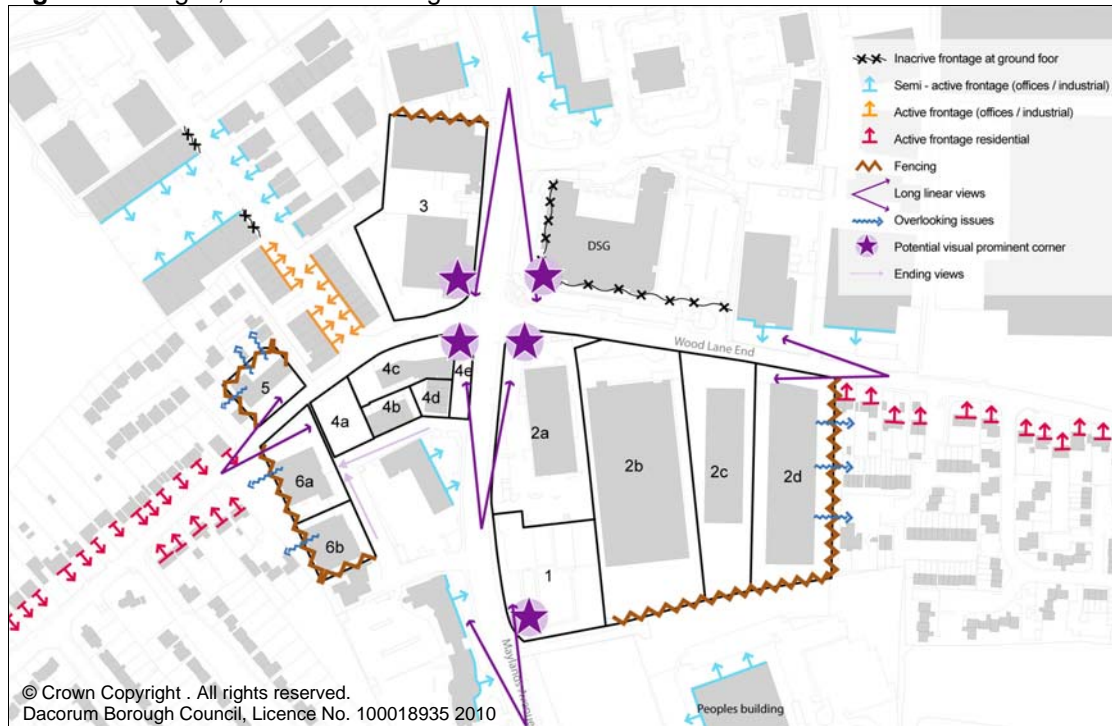 Inacrive frontage at ground foor
Semi - active frontage (offices / industrial)
Active frontage (offices / industrial)
Active frontage residential
Fencing
Long linear views
Overlooking issues
Potential visual prominent corner
Ending views
3
DSG
Wood Lane End
5
4c
4e
4a
4b
4d
2a
2b
2c
2d
6a
6b
1
Peoples building
© Crown Copyright . All rights reserved.
Dacorum Borough Council, Licence No. 100018935 2010